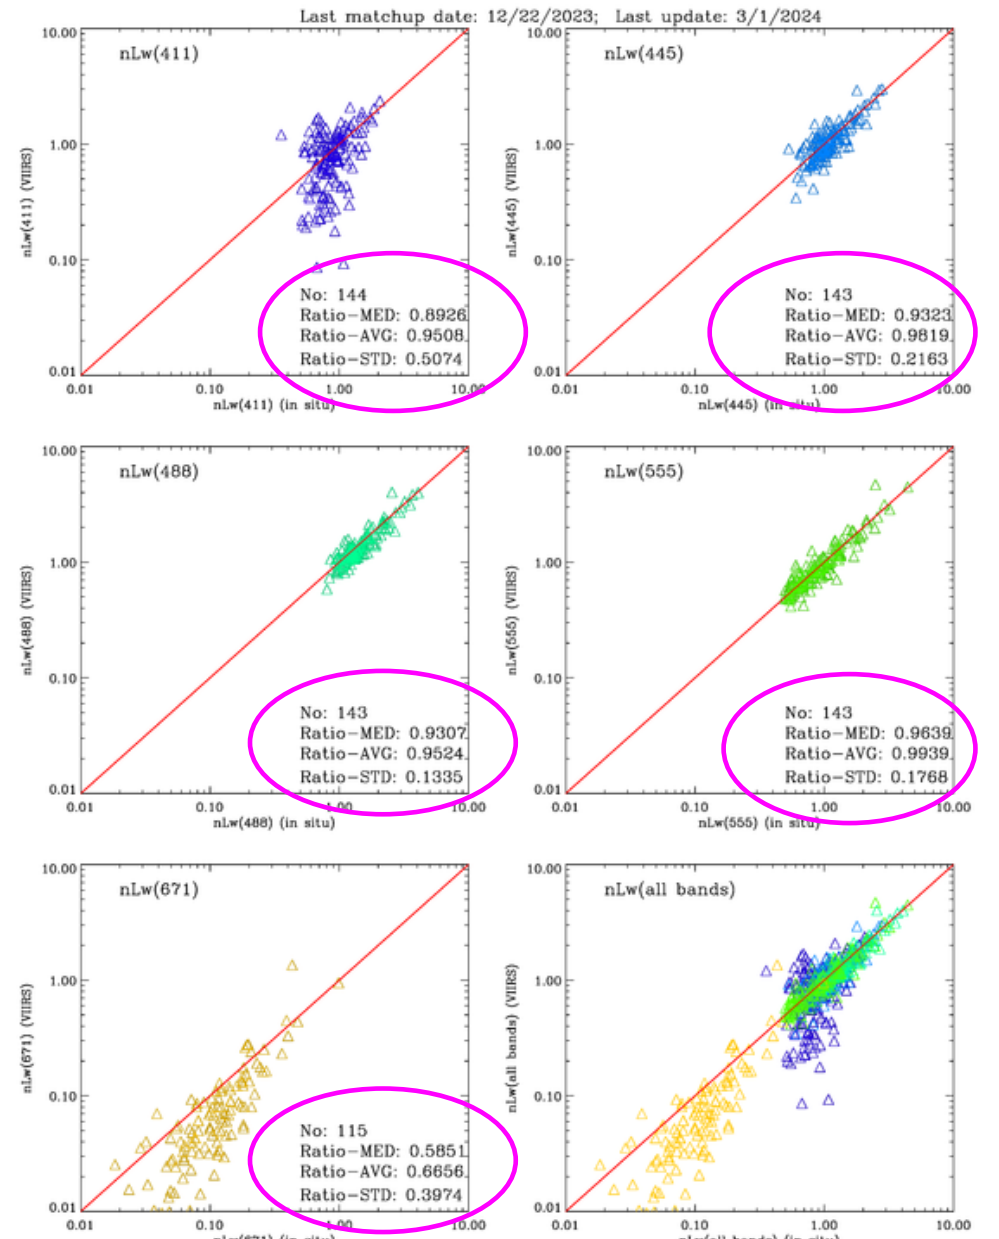 Last matchup date: 12/22/2023;  Last update: 3/1/2024
nLw(411)
10.00
1.00
0.10
0.01
nLw(411) (VIIRS)
No: 144
Ratio-MED: 0.8926
Ratio-AVG: 0.9508
Ratio-STD: 0.5074
0.01 0.10 1.00 10.00
nLw(411) (in situ)
nLw(445)
10.00
1.00
0.10
0.01
nLw(445) (VIIRS)
No: 143
Ratio-MED: 0.9323
Ratio-AVG: 0.9819
Ratio-STD: 0.2163
0.01 0.10 1.00 10.00
nLw(445) (in situ)
nLw(488)
10.00
1.00
0.10
0.01
nLw(488) (VIIRS)
No: 143
Ratio-MED: 0.9307
Ratio-AVG: 0.9524
Ratio-STD: 0.1335
0.01 0.10 1.00 10.00
nLw(488) (in situ)
nLw(555)
10.00
1.00
0.10
0.01
nLw(555) (VIIRS)
No: 143
Ratio-MED: 0.9639
Ratio-AVG: 0.9939
Ratio-STD: 0.1768
0.01 0.10 1.00 10.00
nLw(555) (in situ)
nLw(671)
10.00
1.00
0.10
0.01
nLw(671) (VIIRS)
No: 115
Ratio-MED: 0.5851
Ratio-AVG: 0.6656
Ratio-STD: 0.3974
0.01 0.10 1.00 10.00
nLw(671) (in situ)
nLw(all bands)
10.00
1.00
0.10
0.01
nLw(all bands) (VIIRS)
0.01 0.10 1.00 10.00
nLw(all bands) (in situ)